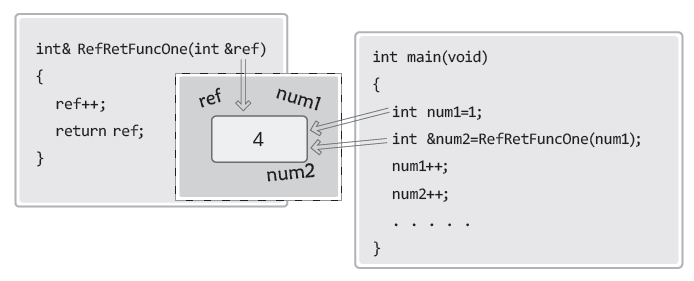 int& RefRetFuncOne(int &ref)
{
ref++;
return ref;
}
ref
num1
4
num2
int main(void)
{
int num1=1;
int &num2=RefRetFuncOne(num1);
num1++;
num2++;
. . . . .
}